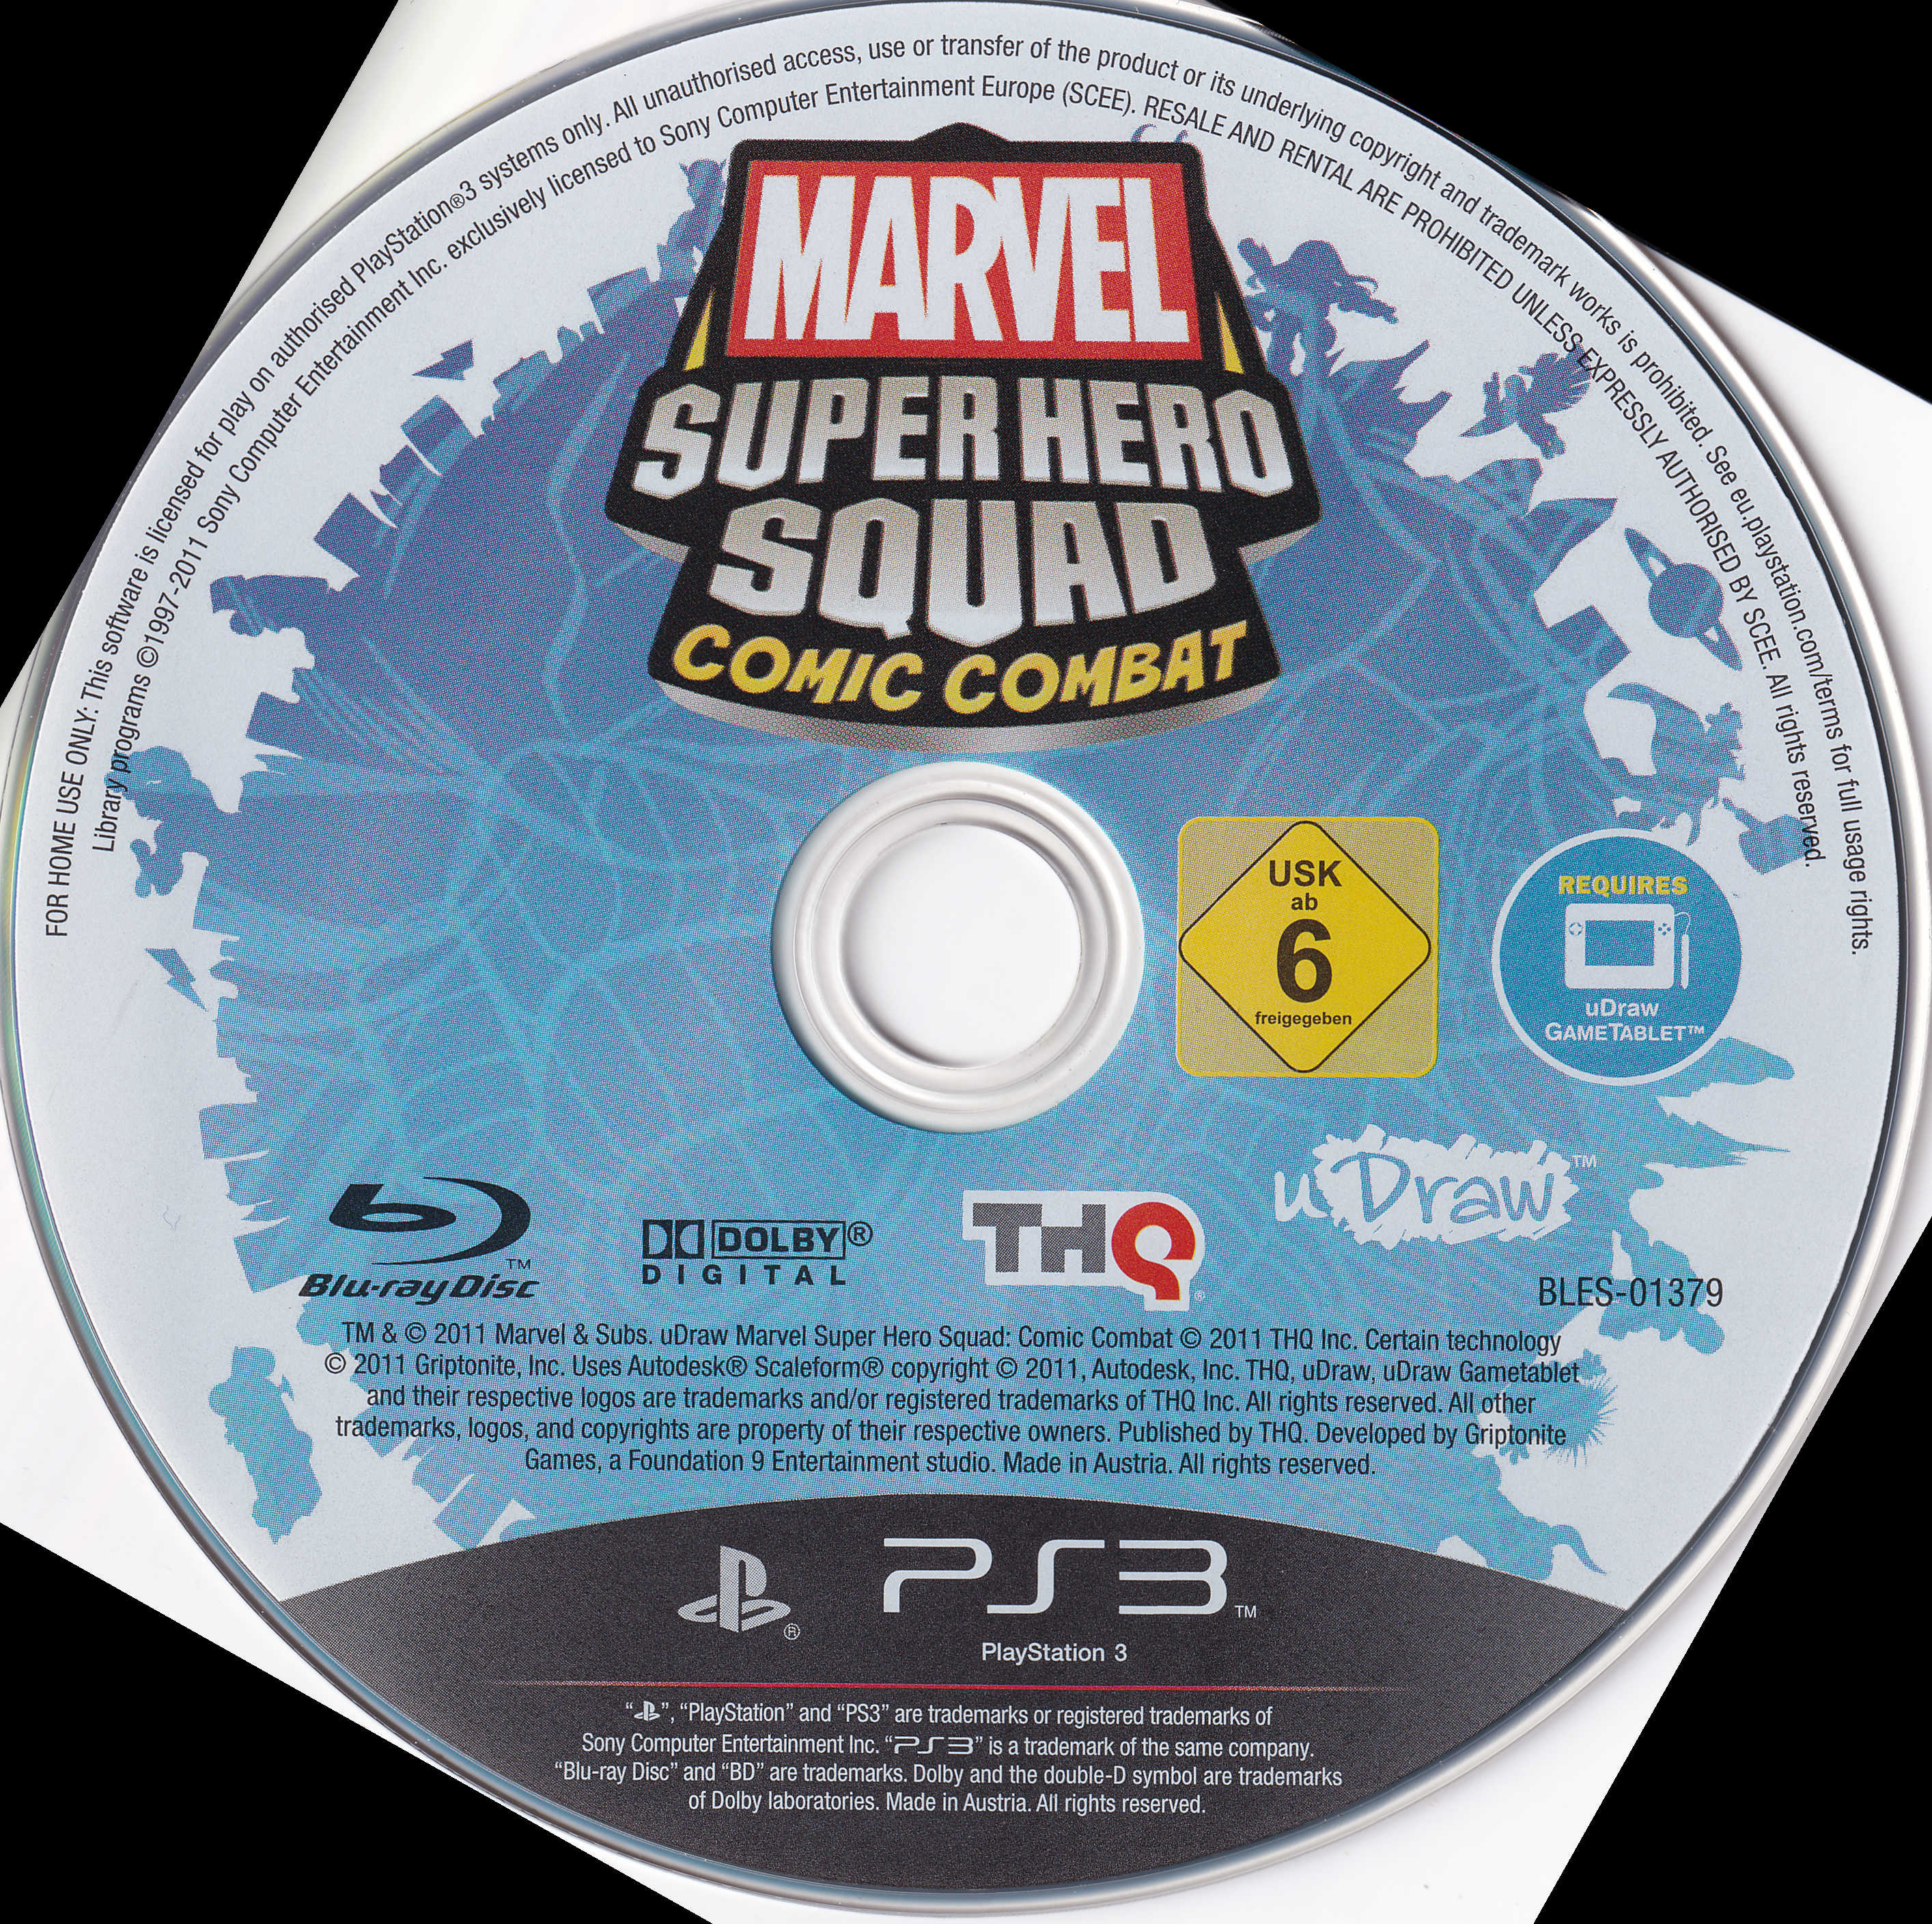 FOR HOME USE ONLY: This software is licensed for play on authorised PlayStation®3 systems only. All unauthorised access, use or transfer of the product or its underlying copyright and trademark works is prohibited. See eu.playstation.com/terms for full usage rights.
Library programs ©1997-2011 Sony Computer Entertainment Inc. exclusively licensed to Sony Computer Entertainment Europe (SCEE). RESALE AND RENTAL ARE PROHIBITED UNLESS EXPRESSLY AUTHORISED BY SCEE. All rights reserved.
MARVEL
SUPER HERO
SQUAD
COMIC COMBAT
USK
ab
6
freigegeben
REQUIRES
uDraw
GAMETABLET™
uDraw™
Blu-ray Disc™
DOLBY®
DIGITAL
THQ®
BLES-01379
TM & © 2011 Marvel & Subs. uDraw Marvel Super Hero Squad: Comic Combat © 2011 THQ Inc. Certain technology
© 2011 Griptonite, Inc. Uses Autodesk® Scaleform® copyright © 2011, Autodesk, Inc. THQ, uDraw, uDraw Gametablet
and their respective logos are trademarks and/or registered trademarks of THQ Inc. All rights reserved. All other
trademarks, logos, and copyrights are property of their respective owners. Published by THQ. Developed by Griptonite
Games, a Foundation 9 Entertainment studio. Made in Austria. All rights reserved.
® PS3™
PlayStation 3
“PS”, “PlayStation” and “PS3” are trademarks or registered trademarks of
Sony Computer Entertainment Inc. “PS3” is a trademark of the same company.
“Blu-ray Disc” and “BD” are trademarks. Dolby and the double-D symbol are trademarks
of Dolby laboratories. Made in Austria. All rights reserved.